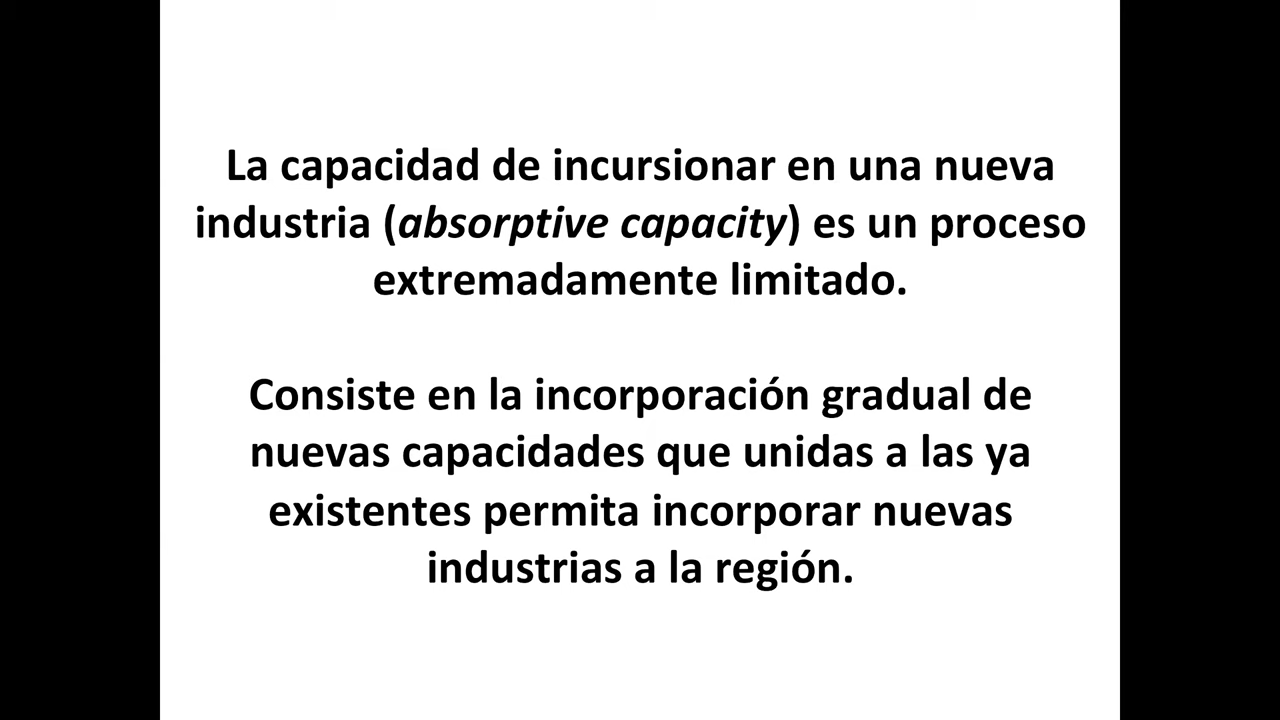 La capacidad de incursionar en una nueva
industria (absorptive capacity) es un proceso
extremadamente limitado.
Consiste en la incorporación gradual de
nuevas capacidades que unidas a las ya
existentes permita incorporar nuevas
industrias a la región.